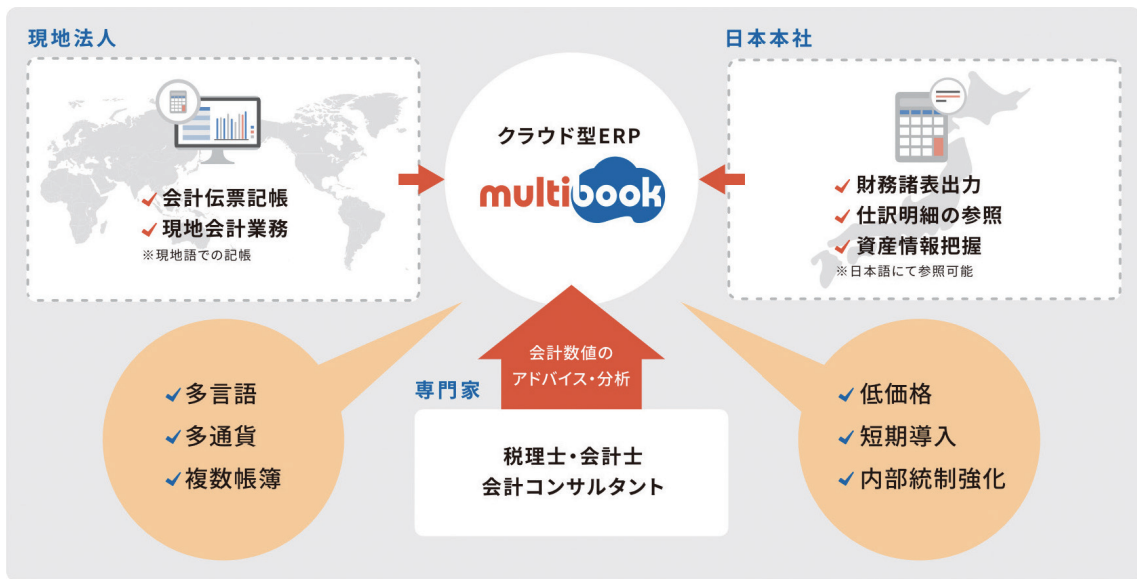 現地法人
会計伝票記帳
現地会計業務
※現地語での記帳
クラウド型ERP
multibook
日本本社
財務諸表出力
仕訳明細の参照
資産情報把握
※日本語にて参照可能
多言語
多通貨
複数帳簿
会計数値の
アドバイス・分析
専門家
税理士・会計士
会計コンサルタント
低価格
短期導入
内部統制強化